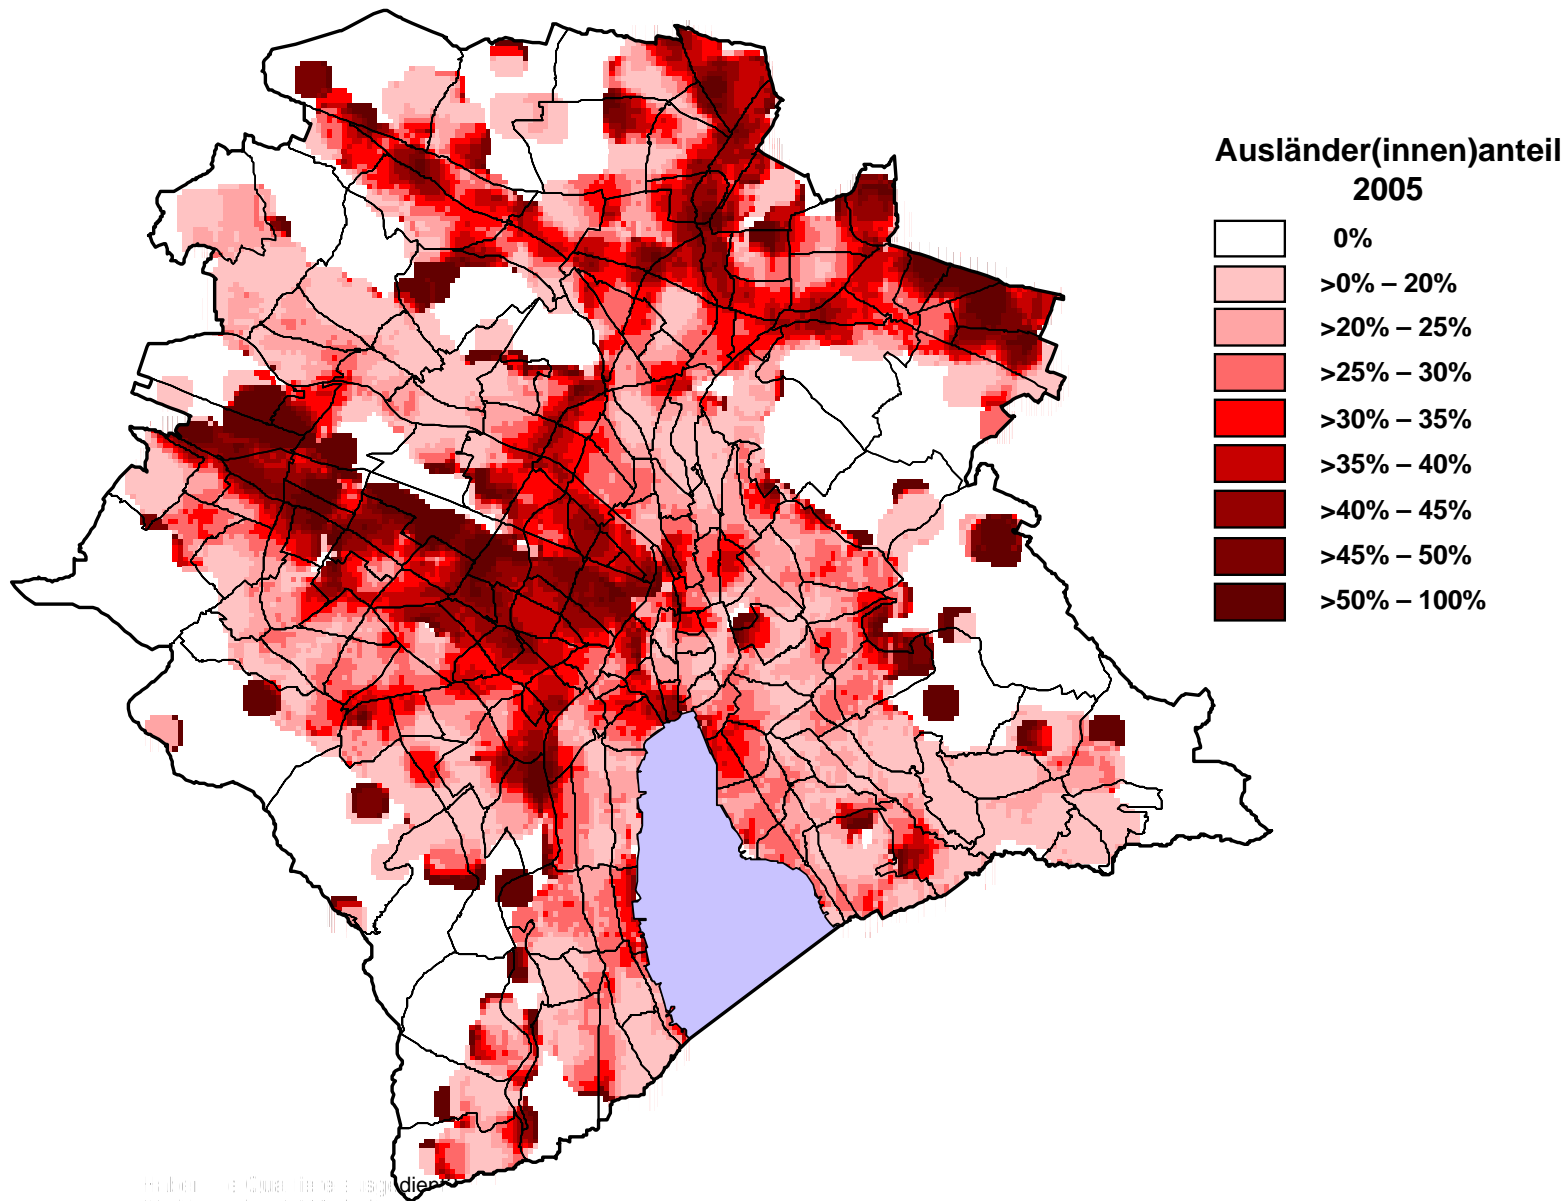 Ausländer(innen)anteil
2005
0%
>0% – 20%
>20% – 25%
>25% – 30%
>30% – 35%
>35% – 40%
>40% – 45%
>45% – 50%
>50% – 100%